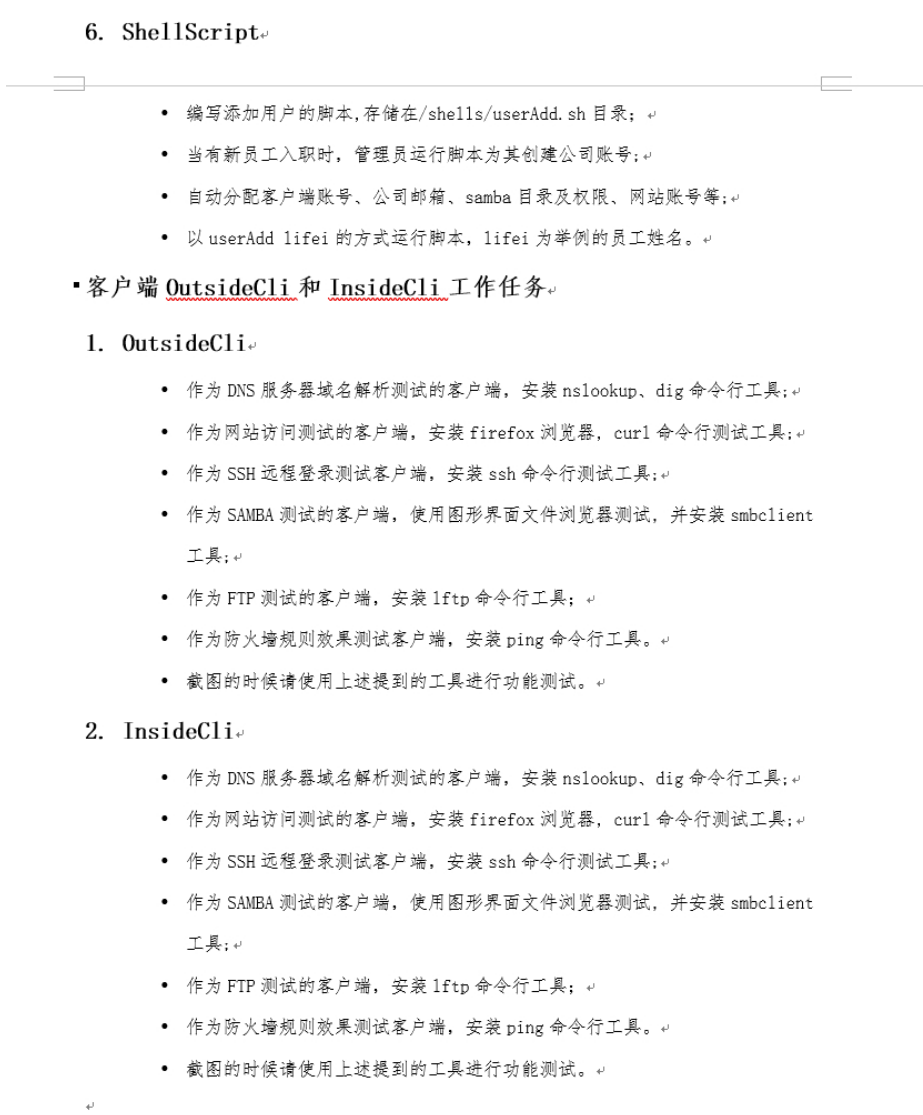 6. ShellScript
• 编写添加用户的脚本,存储在/shells/userAdd.sh 目录;
• 当有新员工入职时，管理员运行脚本为其创建公司账号;
• 自动分配客户端账号、公司邮箱、samba 目录及权限、网站账号等;
• 以 userAdd lifei 的方式运行脚本，lifei 为举例的员工姓名。
▪ 客户端 OutsideCli 和 InsideCli 工作任务
1. OutsideCli
• 作为 DNS 服务器域名解析测试的客户端，安装 nslookup、dig 命令行工具;
• 作为网站访问测试的客户端，安装 firefox 浏览器，curl 命令行测试工具;
• 作为 SSH 远程登录测试客户端，安装 ssh 命令行测试工具;
• 作为 SAMBA 测试的客户端，使用图形界面文件浏览器测试，并安装 smbclient
工具;
• 作为 FTP 测试的客户端，安装 lftp 命令行工具;
• 作为防火墙规则效果测试客户端，安装 ping 命令行工具。
• 截图的时候请使用上述提到的工具进行功能测试。
2. InsideCli
• 作为 DNS 服务器域名解析测试的客户端，安装 nslookup、dig 命令行工具;
• 作为网站访问测试的客户端，安装 firefox 浏览器，curl 命令行测试工具;
• 作为 SSH 远程登录测试客户端，安装 ssh 命令行测试工具;
• 作为 SAMBA 测试的客户端，使用图形界面文件浏览器测试，并安装 smbclient
工具;
• 作为 FTP 测试的客户端，安装 lftp 命令行工具;
• 作为防火墙规则效果测试客户端，安装 ping 命令行工具。
• 截图的时候请使用上述提到的工具进行功能测试。